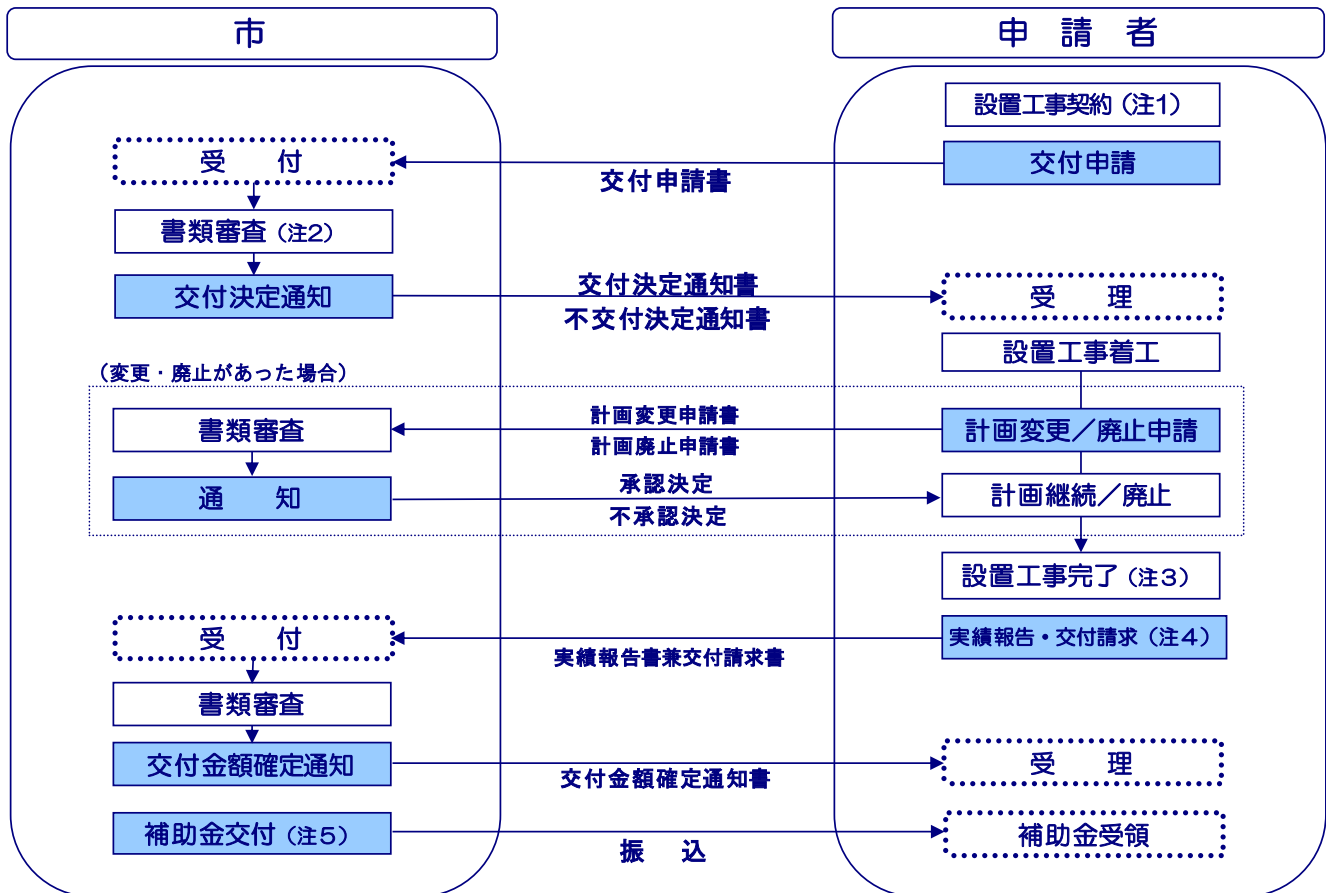 市
申　請　者
設置工事契約（注1）
受　　付
交付申請
交付申請書
書類審査（注2）
交付決定通知
交付決定通知書
不交付決定通知書
受　　理
設置工事着工
（変更・廃止があった場合）
書類審査
計画変更申請書
計画廃止申請書
計画変更／廃止申請
通　　知
承認決定
不承認決定
計画継続／廃止
設置工事完了（注3）
受　　付
実績報告・交付請求（注4）
実績報告書兼交付請求書
書類審査
交付金額確定通知
交付金額確定通知書
受　　理
補助金交付（注5）
振　込
補助金受領